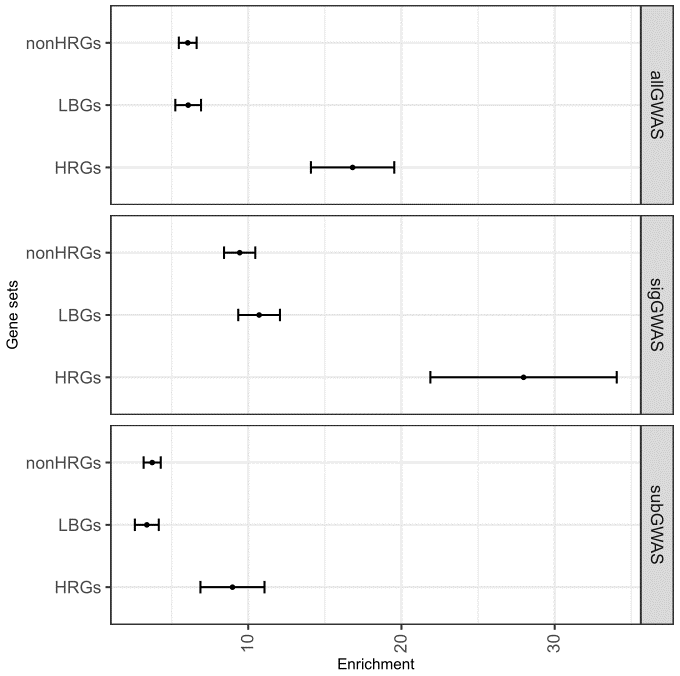 nonHRGs
LBGs
HRGs
allGWAS
nonHRGs
LBGs
HRGs
sigGWAS
Gene sets
nonHRGs
LBGs
HRGs
subGWAS
10
20
30
Enrichment